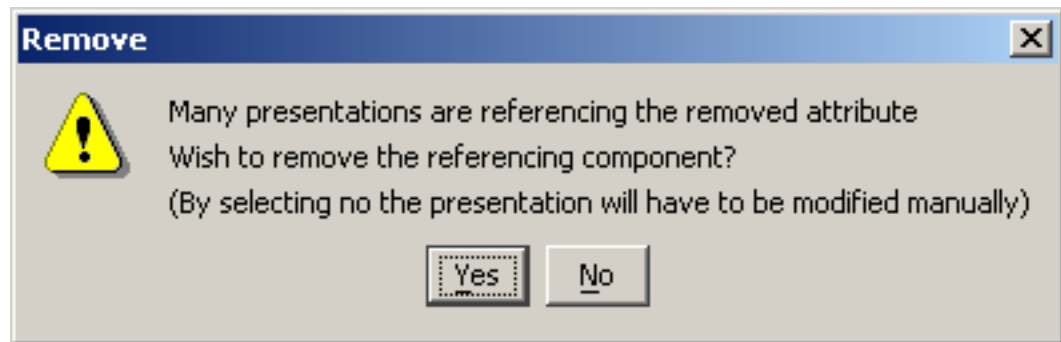 Remove
Many presentations are referencing the removed attribute
Wish to remove the referencing component?
(By selecting no the presentation will have to be modified manually)
Yes No